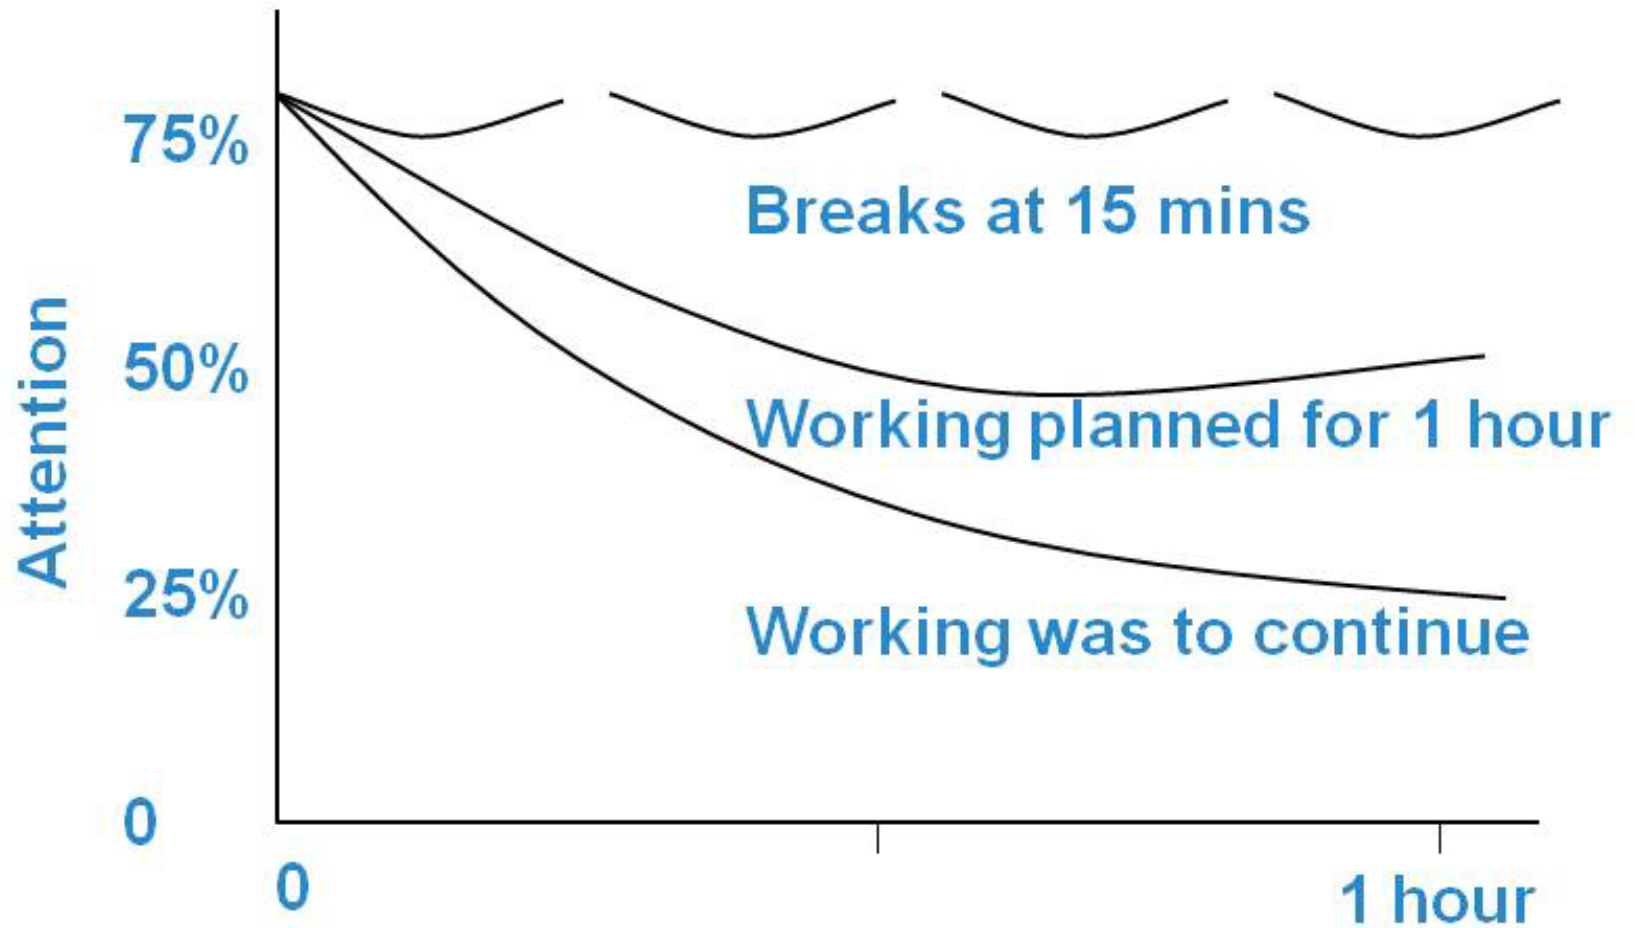 75%
Breaks at 15 mins
Attention
50%
Working planned for 1 hour
25%
Working was to continue
0
0
1 hour